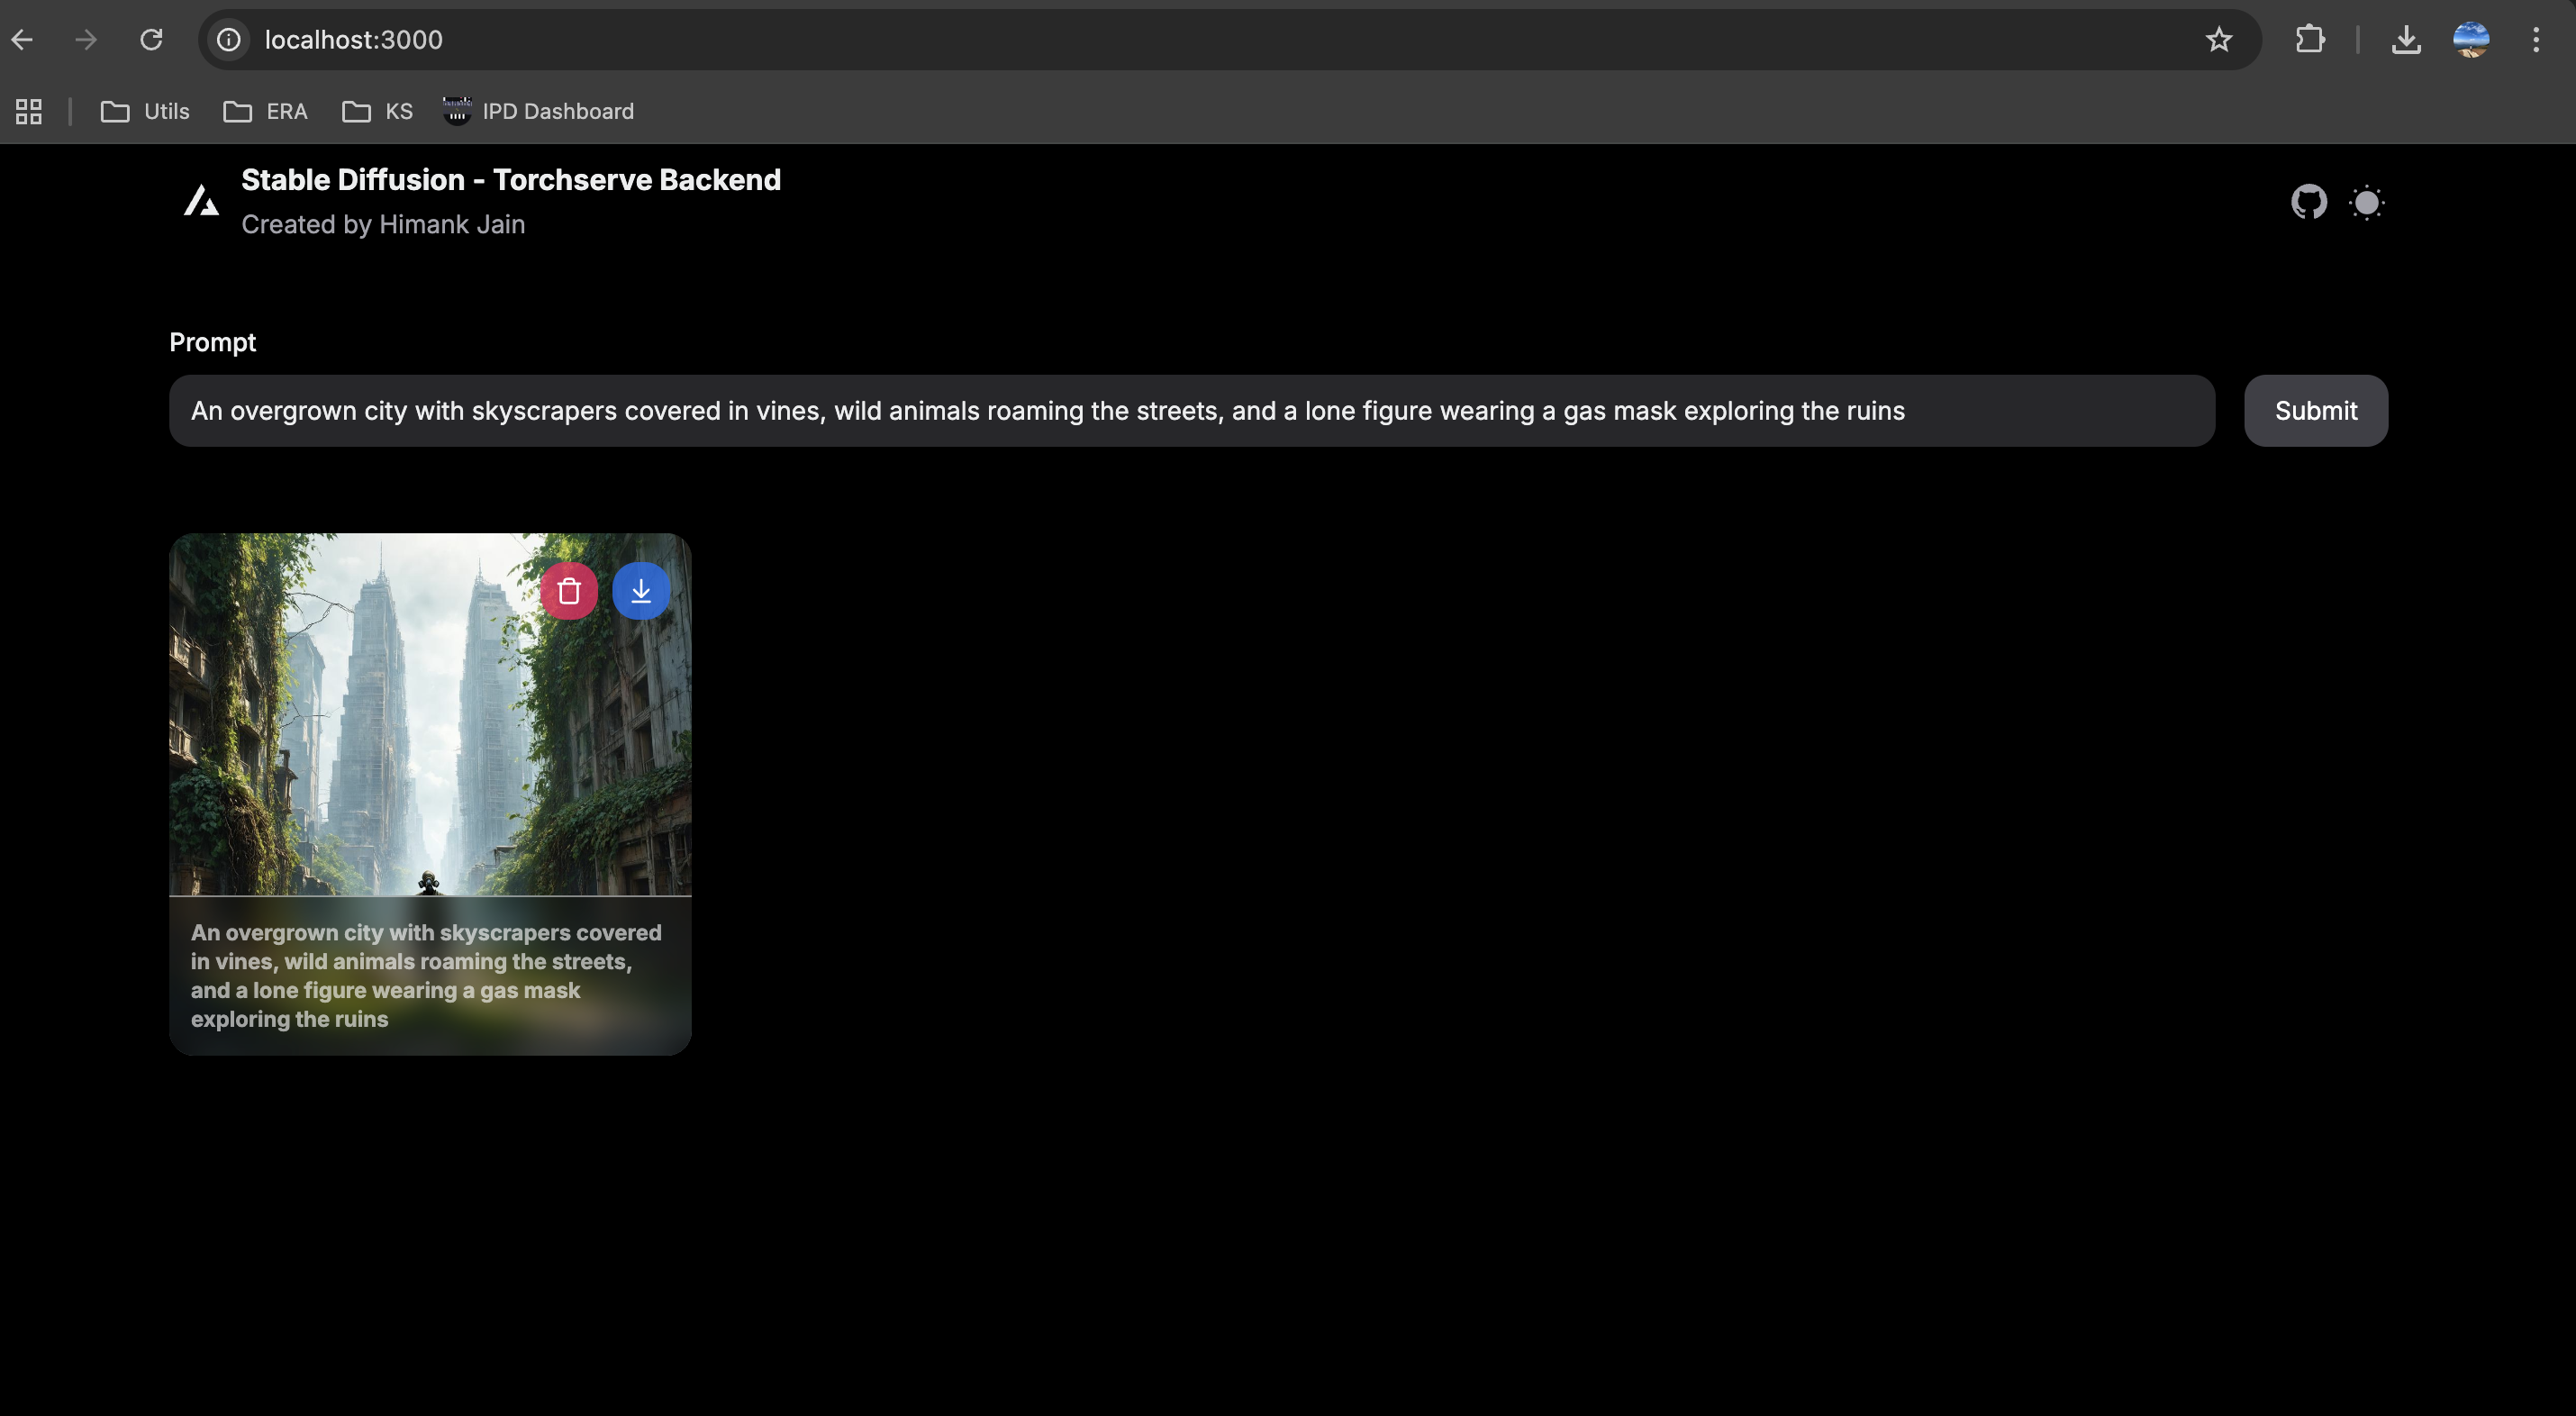 localhost:3000
Utils ERA KS IPD Dashboard
Stable Diffusion - Torchserve Backend
Created by Himank Jain
Prompt
An overgrown city with skyscrapers covered in vines, wild animals roaming the streets, and a lone figure wearing a gas mask exploring the ruins
Submit
An overgrown city with skyscrapers covered
in vines, wild animals roaming the streets,
and a lone figure wearing a gas mask
exploring the ruins